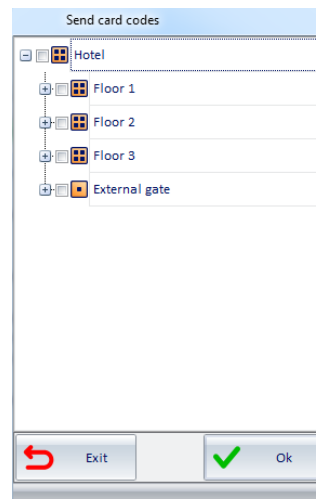 Send card codes
Hotel
Floor 1
Floor 2
Floor 3
External gate
Exit
Ok